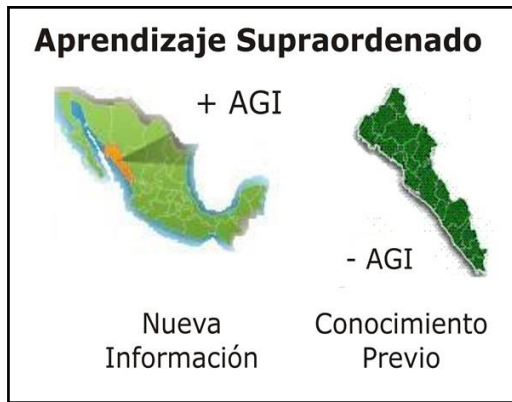 Aprendizaje Supraordenado
+ AGI
- AGI
Nueva
Información
Conocimiento
Previo